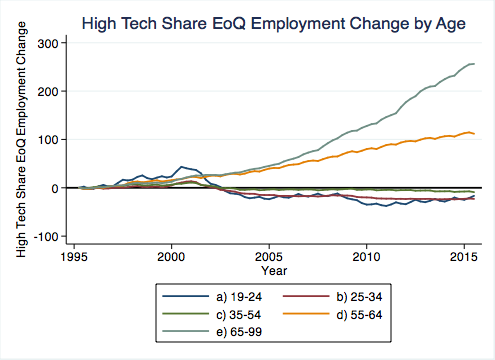 High Tech Share EoQ Employment Change by Age
High Tech Share EoQ Employment Change
300
200
100
0
-100
1995
2000
2005
2010
2015
Year
a) 19-24
b) 25-34
c) 35-54
d) 55-64
e) 65-99